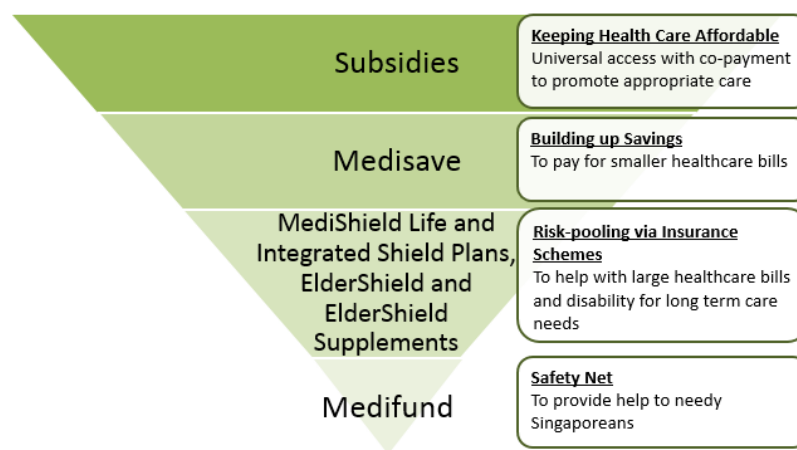 Subsidies
Keeping Health Care Affordable
Universal access with co-payment
to promote appropriate care
Medisave
Building up Savings
To pay for smaller healthcare bills
MediShield Life and
Integrated Shield Plans,
ElderShield and
ElderShield
Supplements
Risk-pooling via Insurance
Schemes
To help with large healthcare bills
and disability for long term care
needs
Medifund
Safety Net
To provide help to needy
Singaporeans